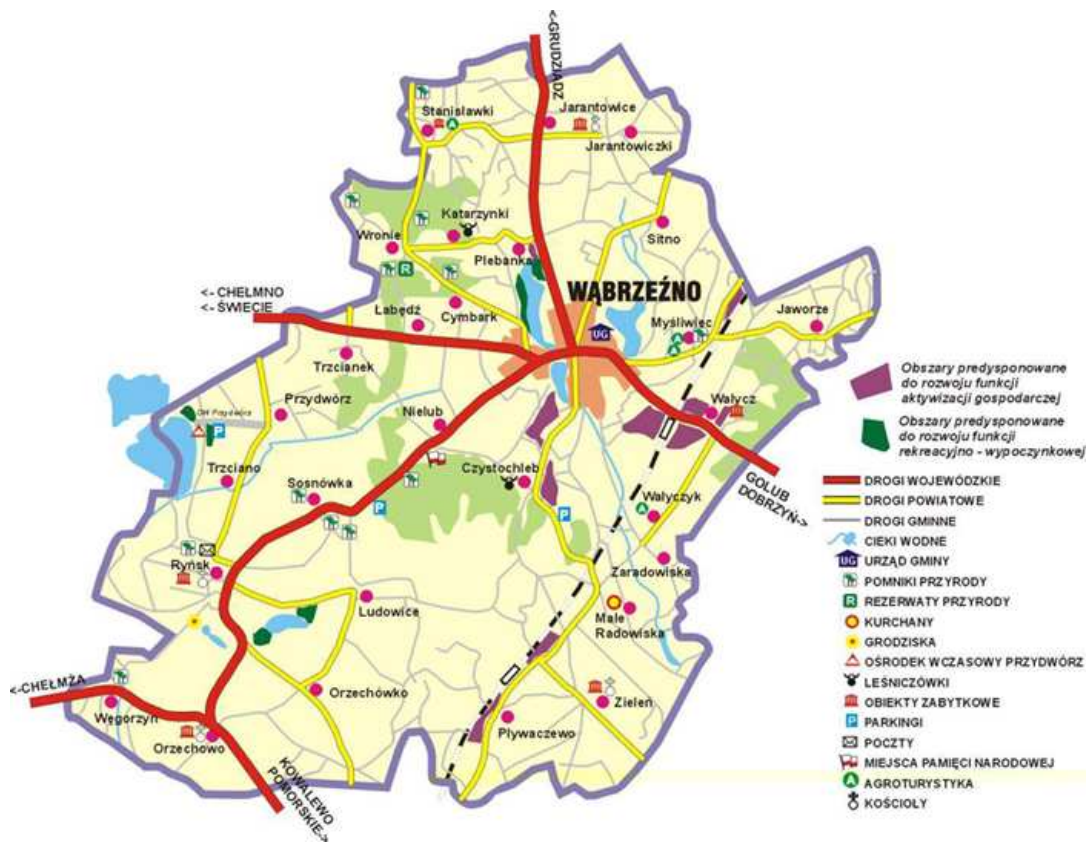 <-GRUDZIĄDZ
Stanisławki
Jarantowice
Jarantowiczki
Katarzynki
Wronie
Plebanka
Sitno
<- CHEŁMNO
<- ŚWIECIE
WĄBRZEŹNO
UG
R
Łabędź
Cymbark
Myśliwiec
Jaworze
A
A
A
Trzcianek
Przydwórz
OW Przydwórz
P
Nielub
Wałycz
Trzciano
Sosnówka
Czystochleb
P
P
Wałyczyk
A
GOLUB
DOBRZYŃ->
Ryńsk
Zaradowiska
Ludowice
Małe
Radowiska
<-CHEŁMŻA
Węgorzyn
Orzechówko
Zieleń
Orzechowo
Pływaczewo
KOWALEWO
POMORSKIE->
Obszary predysponowane
do rozwoju funkcji
aktywizacji gospodarczej
Obszary predysponowane
do rozwoju funkcji
rekreacyjno - wypoczynkowej
DROGI WOJEWÓDZKIE
DROGI POWIATOWE
DROGI GMINNE
CIEKI WODNE
UG URZĄD GMINY
POMNIKI PRZYRODY
R REZERWATY PRZYRODY
KURCHANY
GRODZISKA
OŚRODEK WCZASOWY PRZYDWÓRZ
LEŚNICZÓWKI
OBIEKTY ZABYTKOWE
P PARKINGI
POCZTY
MIEJSCA PAMIĘCI NARODOWEJ
A AGROTURYSTYKA
KOŚCIOŁY